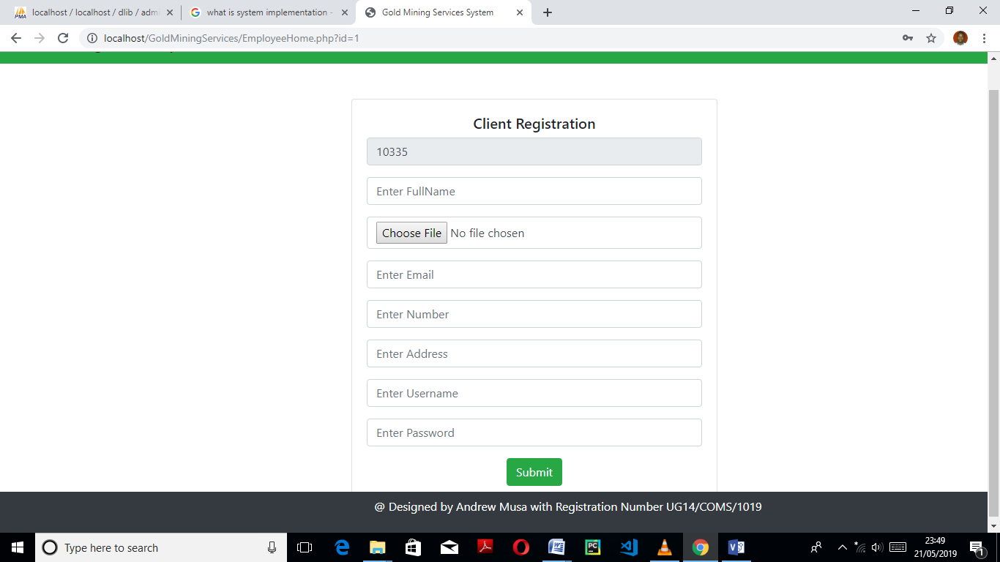 localhost / localhost / dlib / admi
what is system implementation -
Gold Mining Services System
localhost/GoldMiningServices/EmployeeHome.php?id=1
Client Registration
10335
Enter FullName
Choose File No file chosen
Enter Email
Enter Number
Enter Address
Enter Username
Enter Password
Submit
@ Designed by Andrew Musa with Registration Number UG14/COMS/1019
Type here to search
23:49
21/05/2019